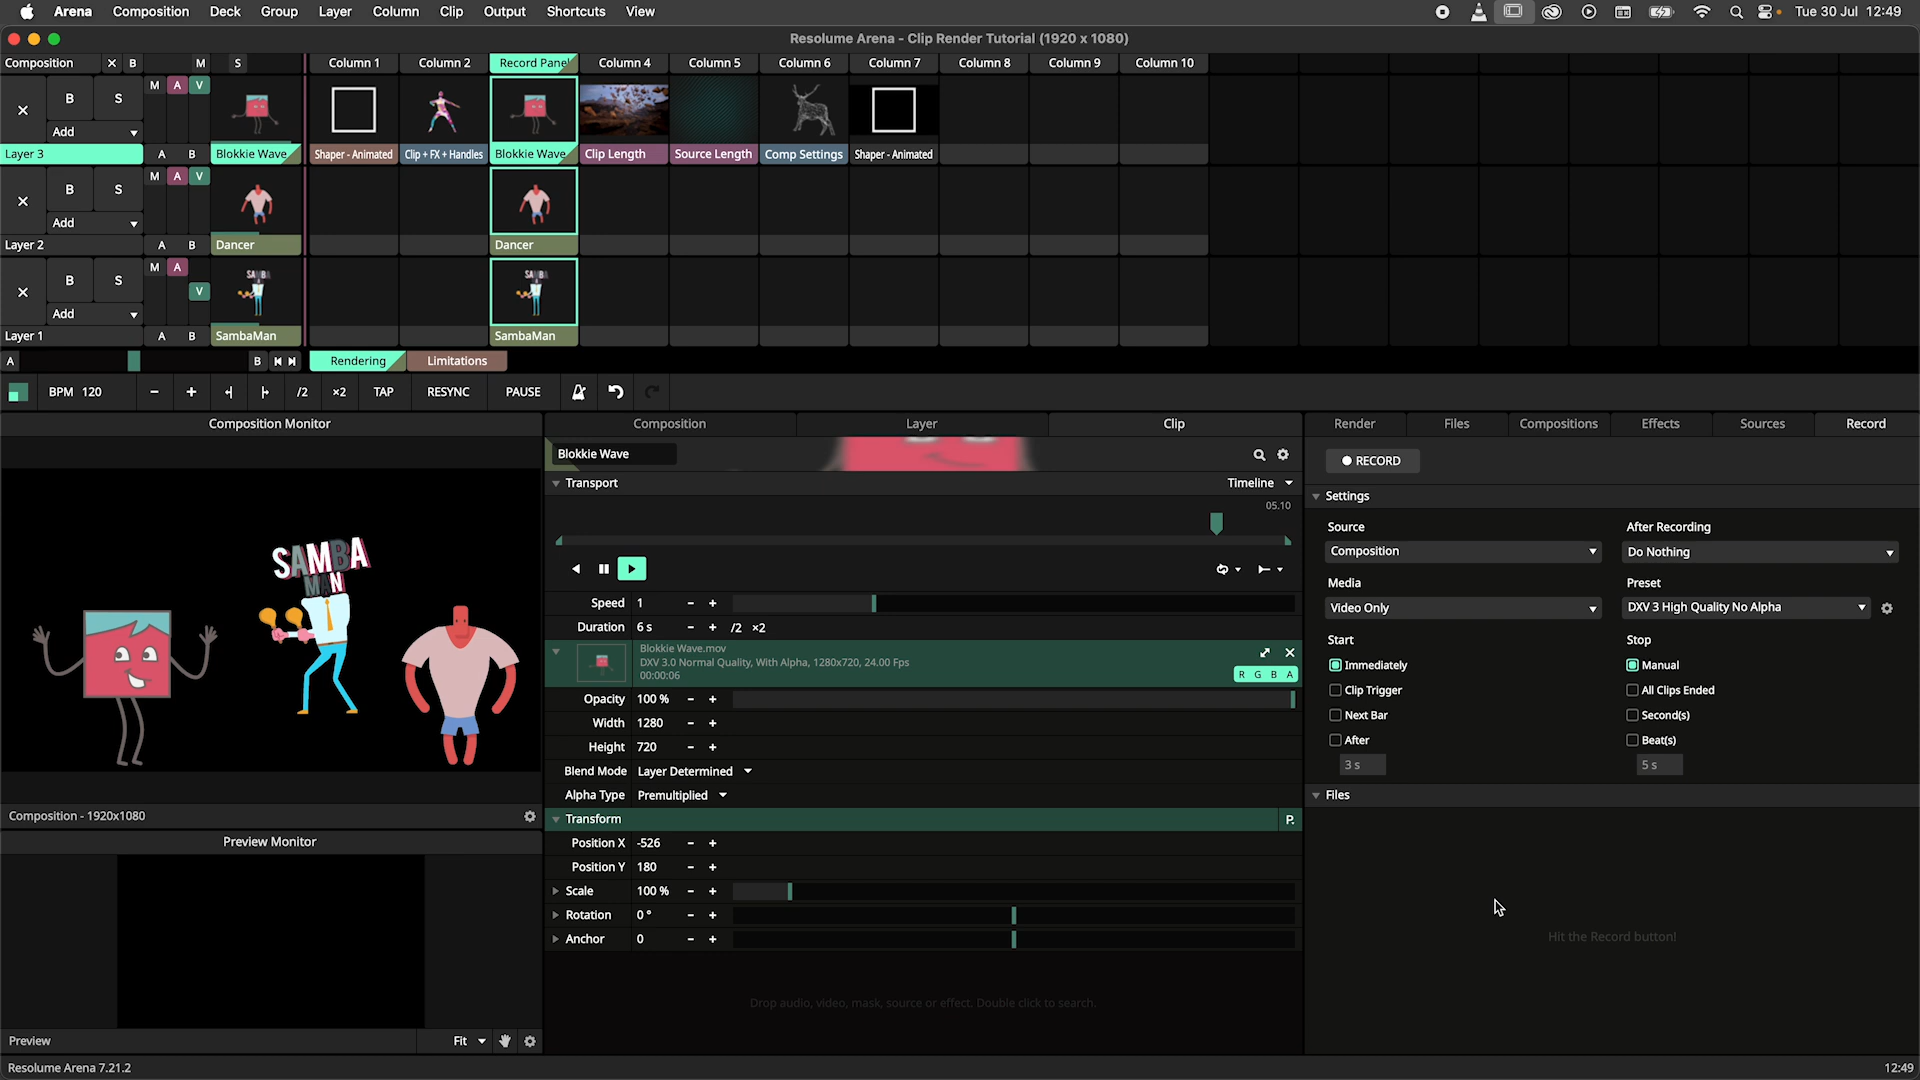 Arena Composition Deck Group Layer Column Clip Output Shortcuts View Tue 30 Jul 12:49
Resolume Arena - Clip Render Tutorial (1920 x 1080)
Composition B M S Column 1 Column 2 Record Panel Column 4 Column 5 Column 6 Column 7 Column 8 Column 9 Column 10
M A V
B S
Add
Layer 3 A B Blokkie Wave Shaper - Animated Clip + FX + Handles Blokkie Wave Clip Length Source Length Comp Settings Shaper - Animated
M A V
B S
Add
Layer 2 A B Dancer Dancer
M A
B S
V
Add
Layer 1 A B SambaMan SambaMan
A B Rendering Limitations
BPM 120 - + /2 ×2 TAP RESYNC PAUSE
Composition Monitor
SAMBA
MAN
Composition - 1920x1080
Preview Monitor
Preview Fit
Composition Layer Clip
Blokkie Wave
Transport Timeline
05.10
Speed 1 - +
Duration 6 s - + /2 ×2
Blokkie Wave.mov
DXV 3.0 Normal Quality, With Alpha, 1280x720, 24.00 Fps
00:00:06 R G B A
Opacity 100 % - +
Width 1280 - +
Height 720 - +
Blend Mode Layer Determined
Alpha Type Premultiplied
Transform P.
Position X -526 - +
Position Y 180 - +
Scale 100 % - +
Rotation 0 ° - +
Anchor 0 - +
Drop audio, video, mask, source or effect. Double click to search.
Render Files Compositions Effects Sources Record
RECORD
Settings
Source After Recording
Composition Do Nothing
Media Preset
Video Only DXV 3 High Quality No Alpha
Start Stop
Immediately Manual
Clip Trigger All Clips Ended
Next Bar Second(s)
After Beat(s)
3 s 5 s
Files
Hit the Record button!
Resolume Arena 7.21.2 12:49